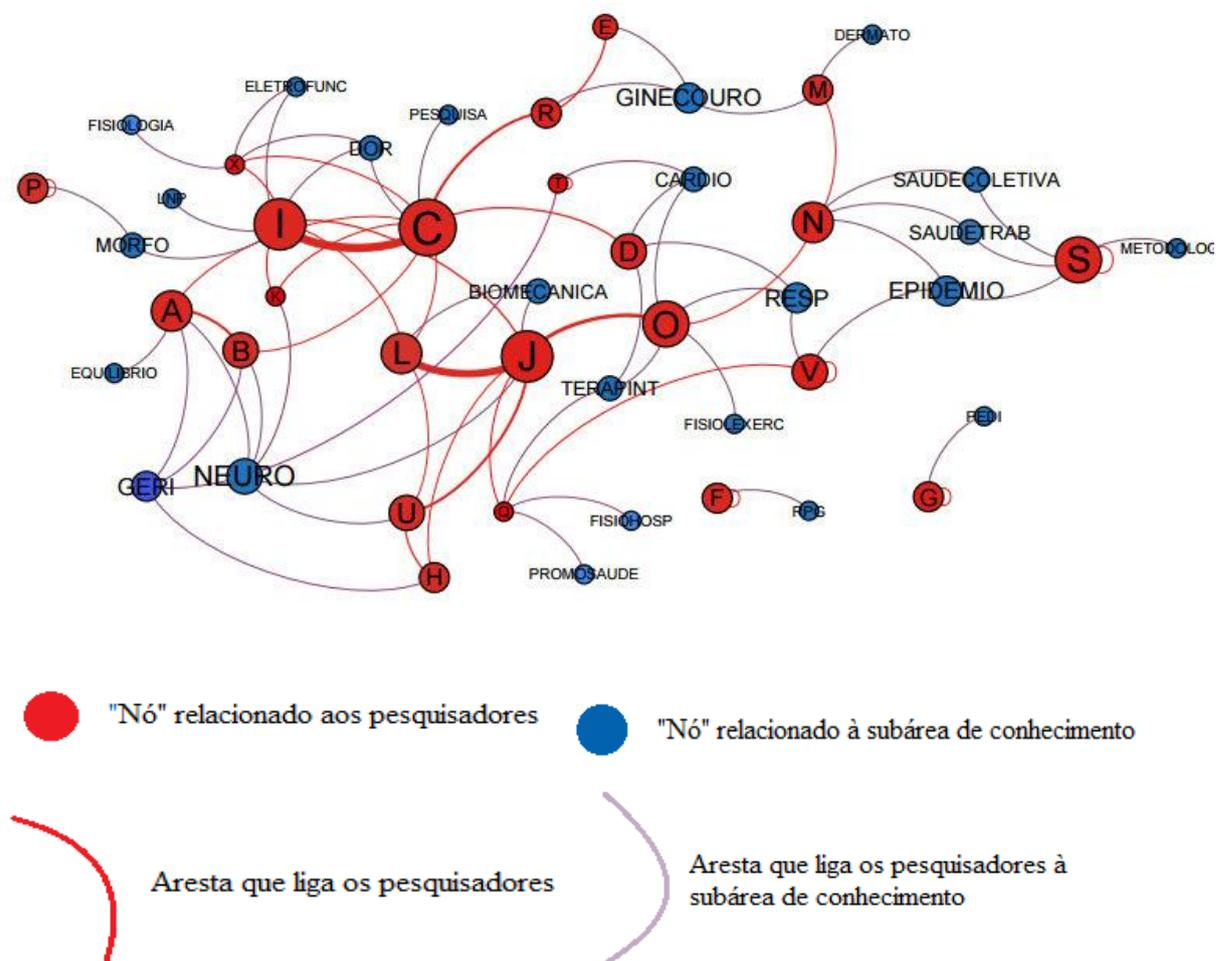 E
DERMATO
ELETROFUNC
M
GINECOURO
R
PESQUISA
FISIOLOGIA
DOR
X
T
CARDIO
SAUDECOLETIVA
P
LNP
I
C
N
SAUDETRAB
MORFO
D
S
METODOLOG
K
BIOMECANICA
RESP
EPIDEMIO
A
O
B
L
J
EQUILIBRIO
TERAPINT
V
FISIOLEXERC
PEDI
GERI
NEURO
F
G
U
Q
FISIOHOSP
RPG
H
PROMOSAUDE
"Nó" relacionado aos pesquisadores
"Nó" relacionado à subárea de conhecimento
Aresta que liga os pesquisadores
Aresta que liga os pesquisadores à
subárea de conhecimento